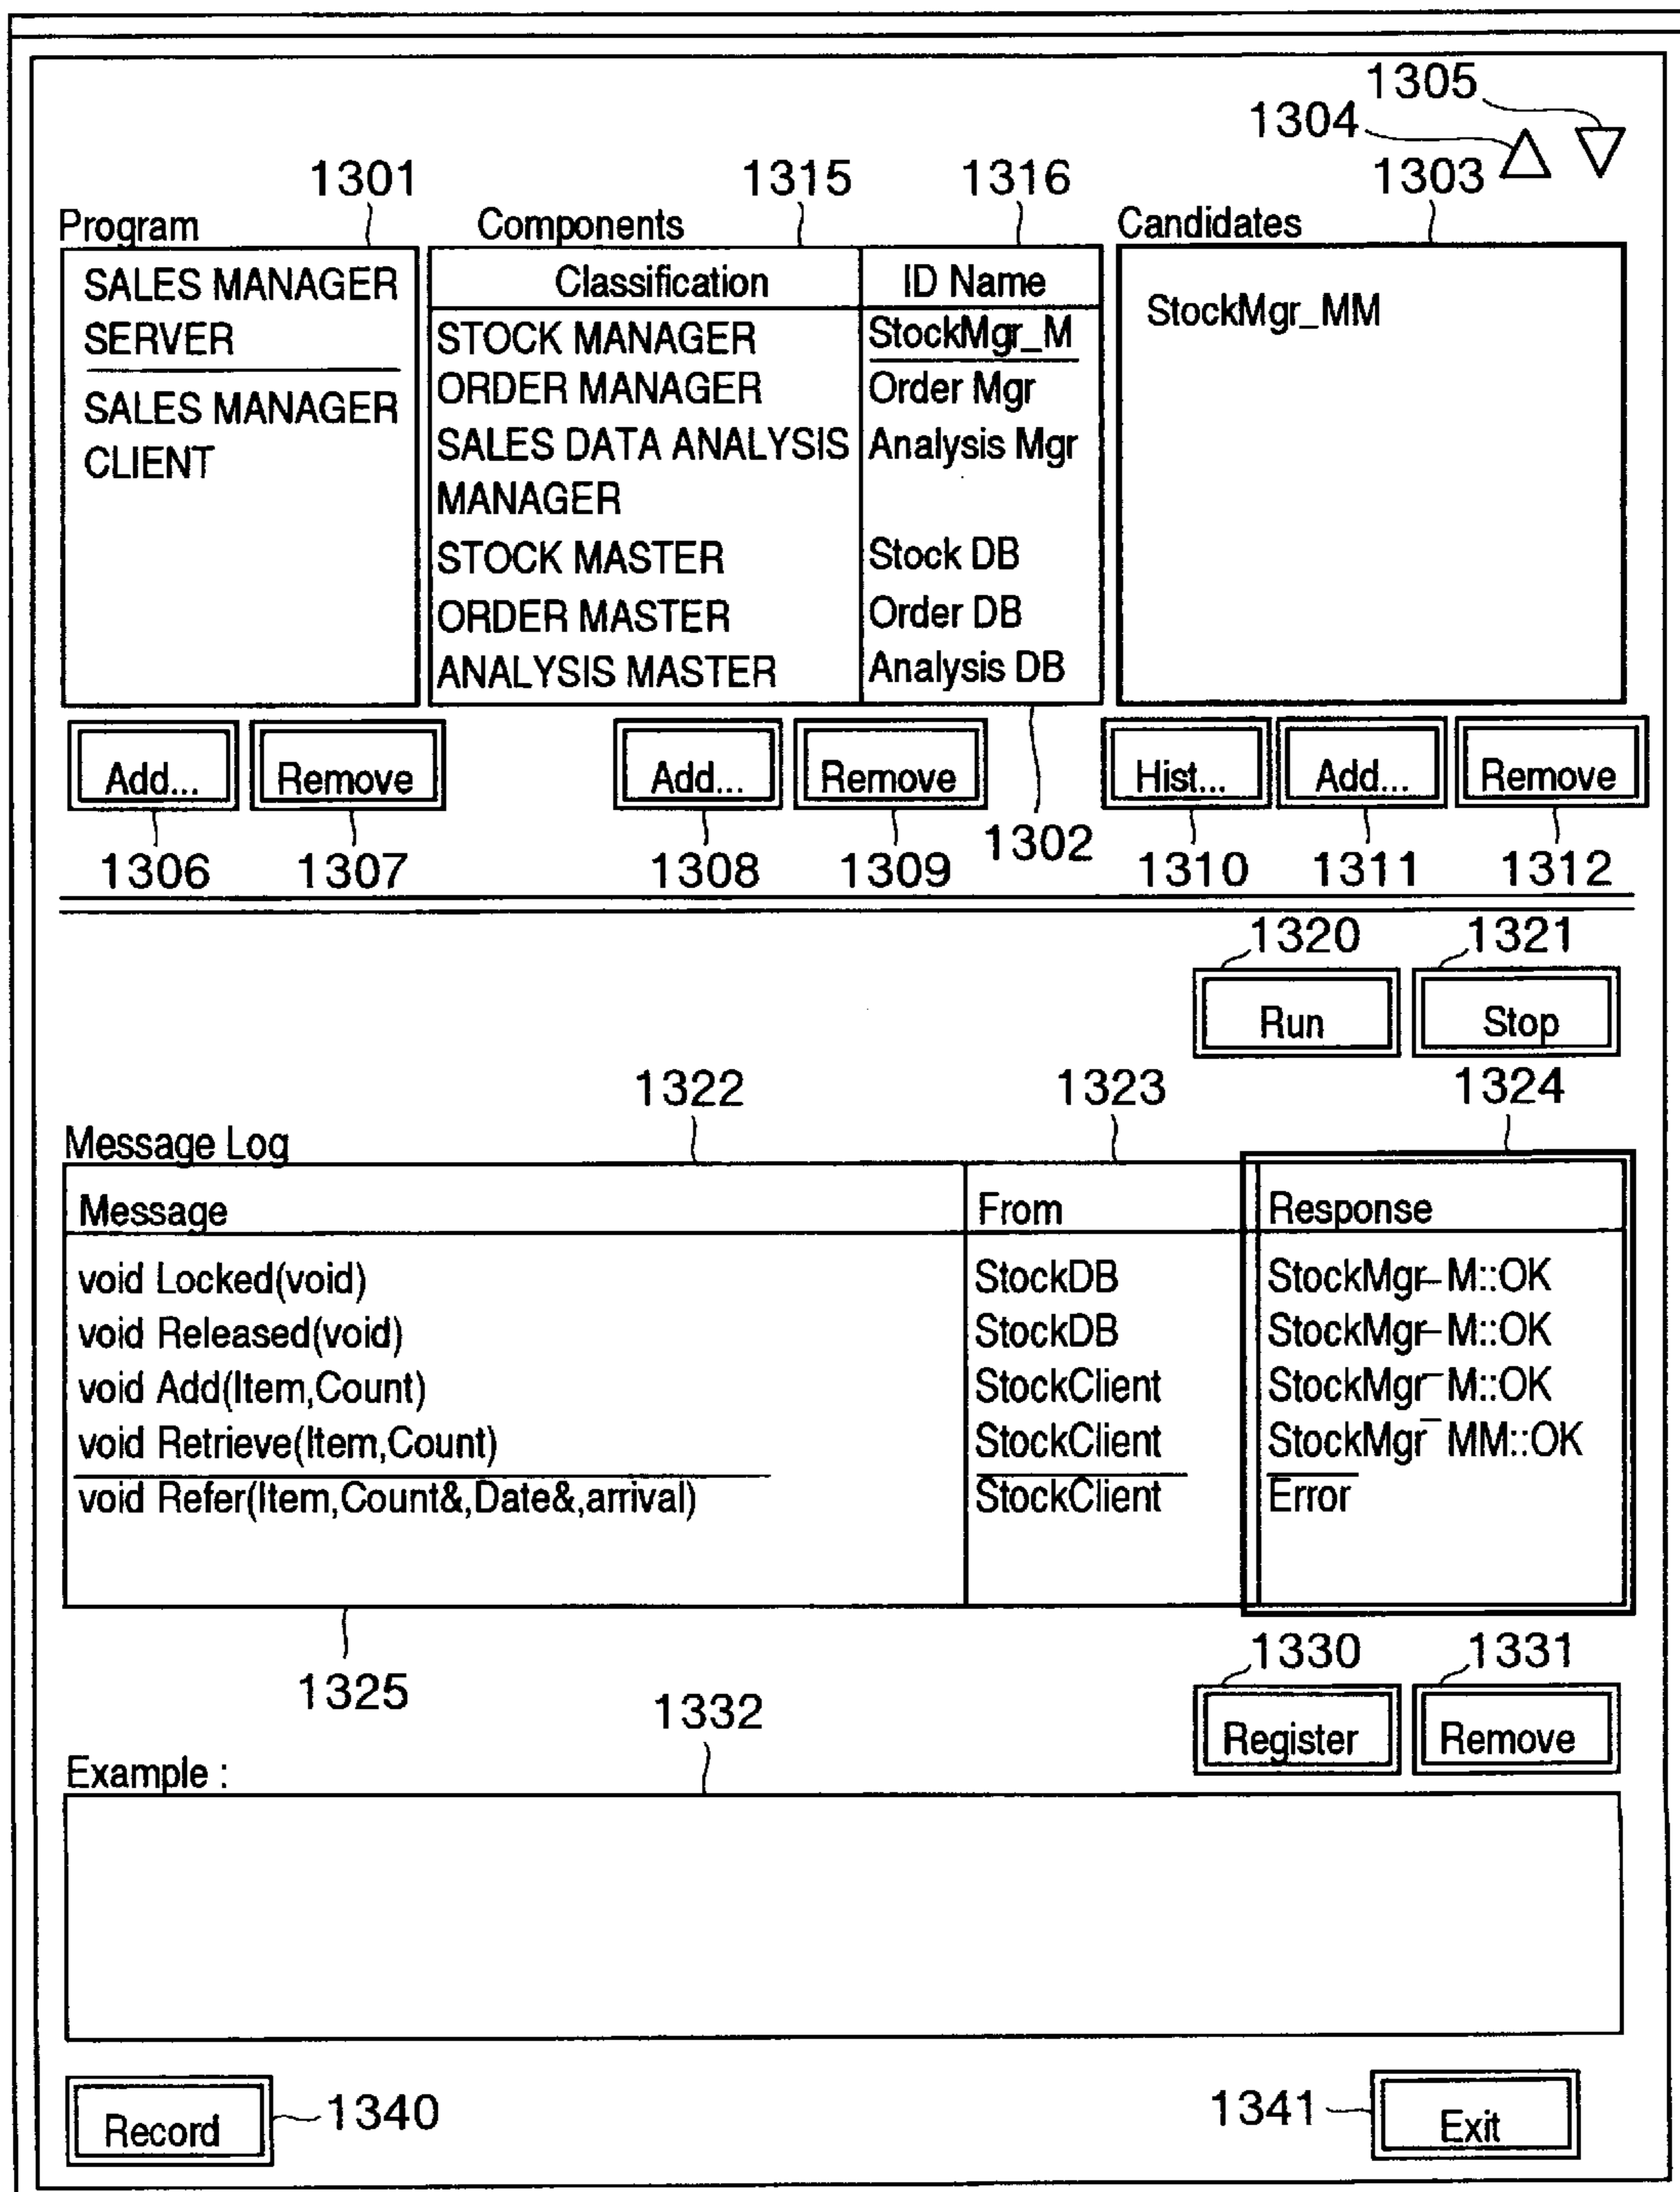 1305
1304
1301 1315 1316 1303
Program Components Candidates
Classification ID Name
SALES MANAGER
SERVER
SALES MANAGER
CLIENT
STOCK MANAGER StockMgr_M
ORDER MANAGER Order Mgr
SALES DATA ANALYSIS Analysis Mgr
MANAGER
STOCK MASTER Stock DB
ORDER MASTER Order DB
ANALYSIS MASTER Analysis DB
StockMgr_MM
Add... Remove Add... Remove Hist... Add... Remove
1306 1307 1308 1309 1302 1310 1311 1312
1320 1321
Run Stop
1322 1323 1324
Message Log
Message From Response
void Locked(void) StockDB StockMgr_M::OK
void Released(void) StockDB StockMgr_M::OK
void Add(Item,Count) StockClient StockMgr_M::OK
void Retrieve(Item,Count) StockClient StockMgr_MM::OK
void Refer(Item,Count&,Date&,arrival) StockClient Error
1325 1332 1330 1331
Register Remove
Example :
Record 1340 1341 Exit